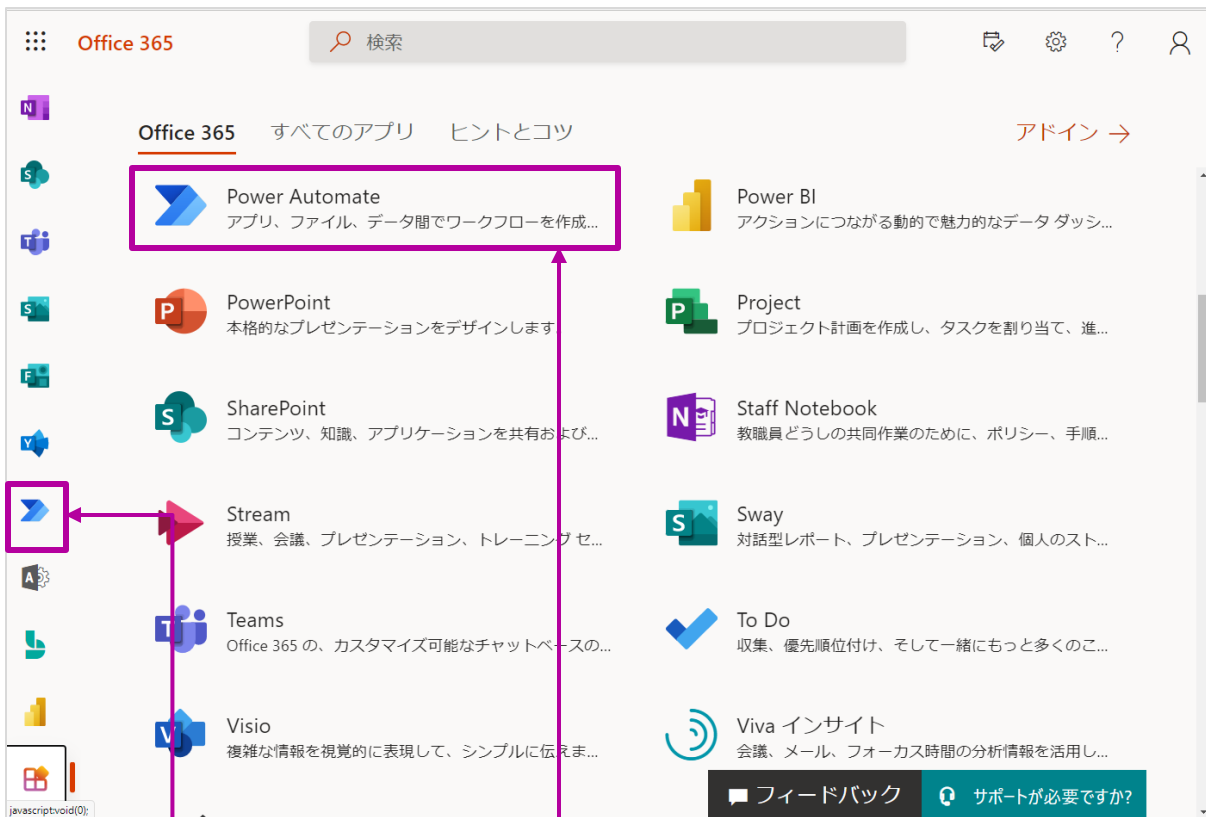 Office 365
検索
Office 365 すべてのアプリ ヒントとコツ アドイン →
Power Automate
アプリ、ファイル、データ間でワークフローを作成...
Power BI
アクションにつながる動的で魅力的なデータ ダッシ...
PowerPoint
本格的なプレゼンテーションをデザインします
Project
プロジェクト計画を作成し、タスクを割り当て、進...
SharePoint
コンテンツ、知識、アプリケーションを共有および...
Staff Notebook
教職員どうしの共同作業のために、ポリシー、手順...
Stream
授業、会議、プレゼンテーション、トレーニング セ...
Sway
対話型レポート、プレゼンテーション、個人のスト...
Teams
Office 365 の、カスタマイズ可能なチャットベースの...
To Do
収集、優先順位付け、そして一緒にもっと多くのこ...
Visio
複雑な情報を視覚的に表現して、シンプルに伝えま...
Viva インサイト
会議、メール、フォーカス時間の分析情報を活用し...
フィードバック
サポートが必要ですか?
javascript:void(0);